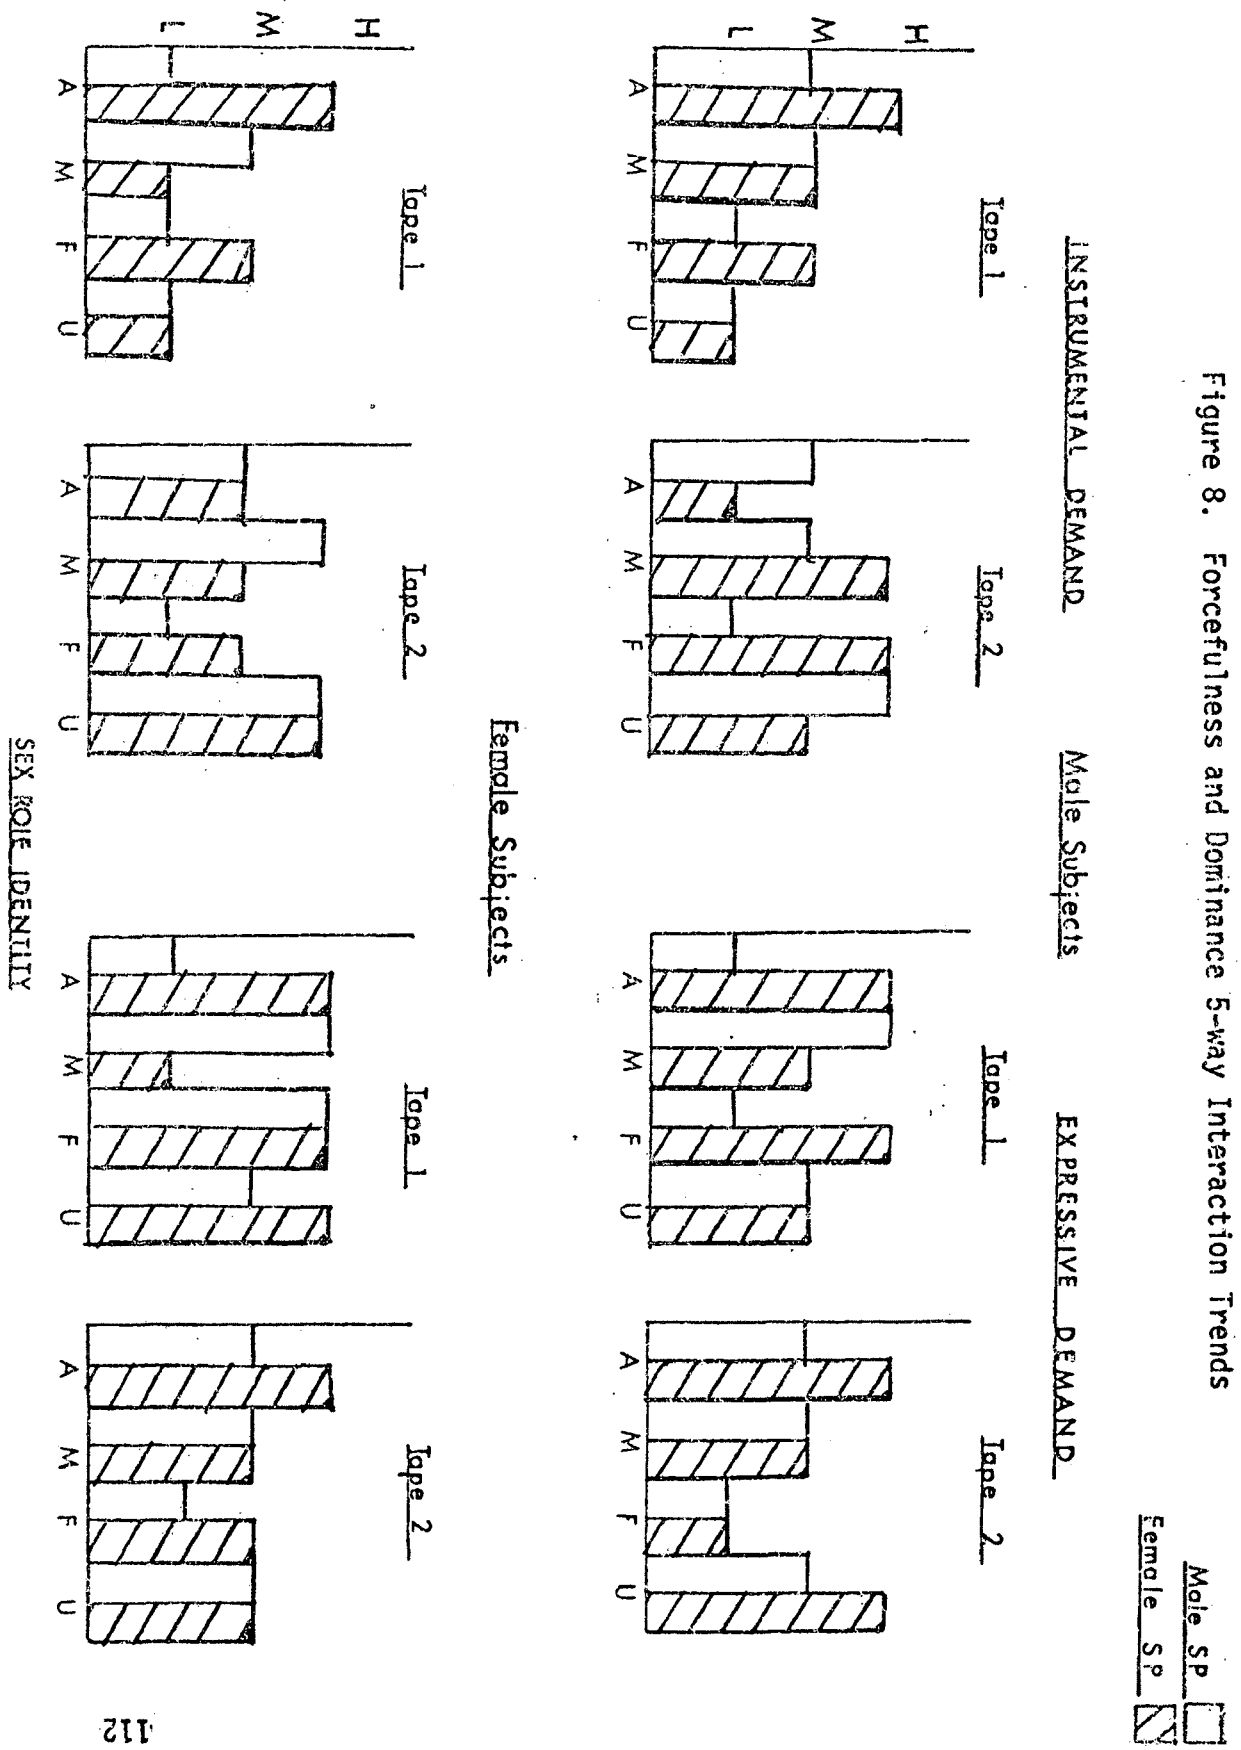 Figure 8. Forcefulness and Dominance 5-way Interaction Trends
Male SP
Female SP
INSTRUMENTAL DEMAND
Male Subjects
EXPRESSIVE DEMAND
Tape 1
Tape 2
Tape 1
Tape 2
H
M
L
A M F U
A M F U
A M F U
A M F U
Female Subjects
Tape 1
Tape 2
Tape 1
Tape 2
H
M
L
A M F U
A M F U
A M F U
A M F U
SEX ROLE IDENTITY
112